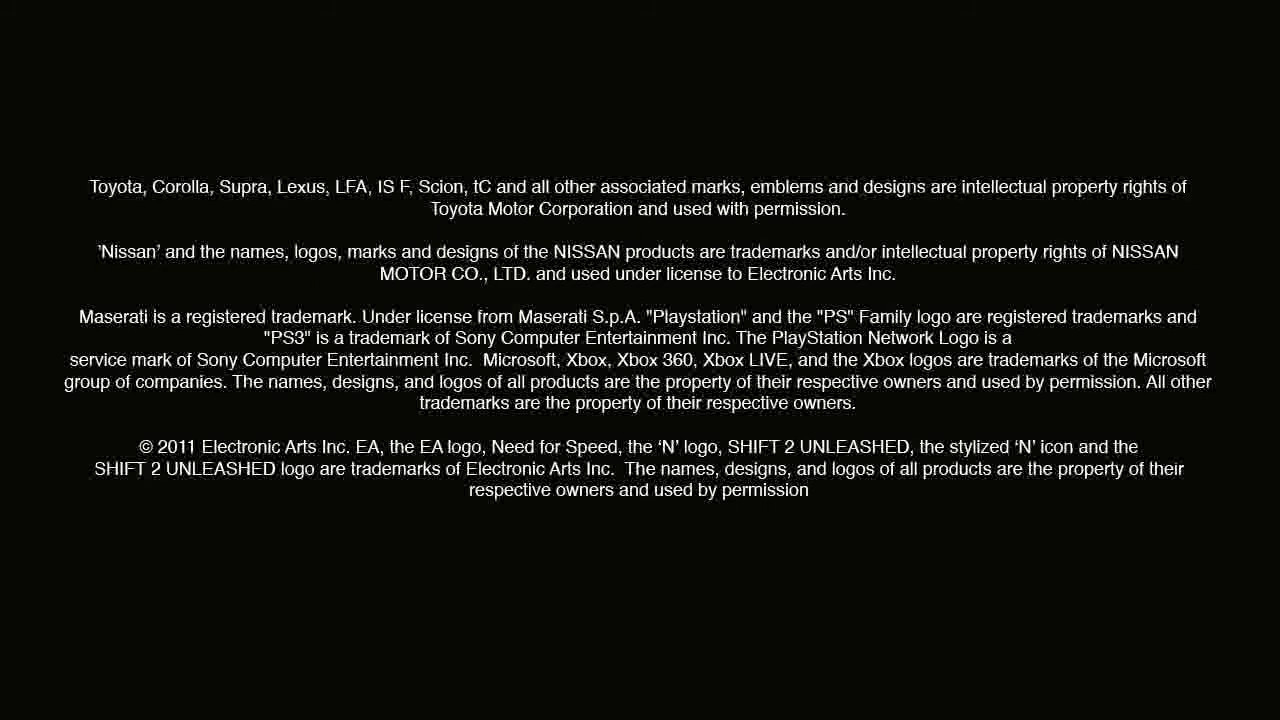 Toyota, Corolla, Supra, Lexus, LFA, IS F, Scion, tC and all other associated marks, emblems and designs are intellectual property rights of
Toyota Motor Corporation and used with permission.
’Nissan’ and the names, logos, marks and designs of the NISSAN products are trademarks and/or intellectual property rights of NISSAN
MOTOR CO., LTD. and used under license to Electronic Arts Inc.
Maserati is a registered trademark. Under license from Maserati S.p.A. "Playstation" and the "PS" Family logo are registered trademarks and
"PS3" is a trademark of Sony Computer Entertainment Inc. The PlayStation Network Logo is a
service mark of Sony Computer Entertainment Inc.  Microsoft, Xbox, Xbox 360, Xbox LIVE, and the Xbox logos are trademarks of the Microsoft
group of companies. The names, designs, and logos of all products are the property of their respective owners and used by permission. All other
trademarks are the property of their respective owners.
© 2011 Electronic Arts Inc. EA, the EA logo, Need for Speed, the ‘N’ logo, SHIFT 2 UNLEASHED, the stylized ‘N’ icon and the
SHIFT 2 UNLEASHED logo are trademarks of Electronic Arts Inc.  The names, designs, and logos of all products are the property of their
respective owners and used by permission